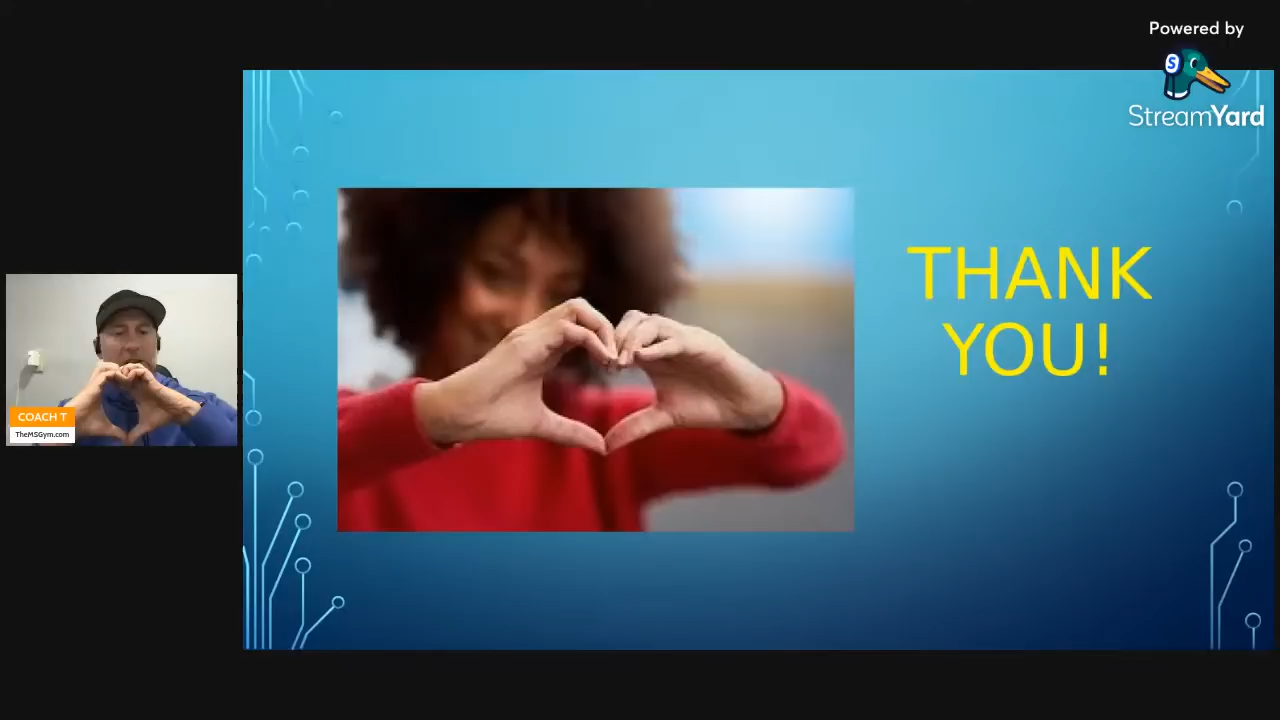 Powered by
S
StreamYard
THANK
YOU!
COACH T
TheMSGym.com